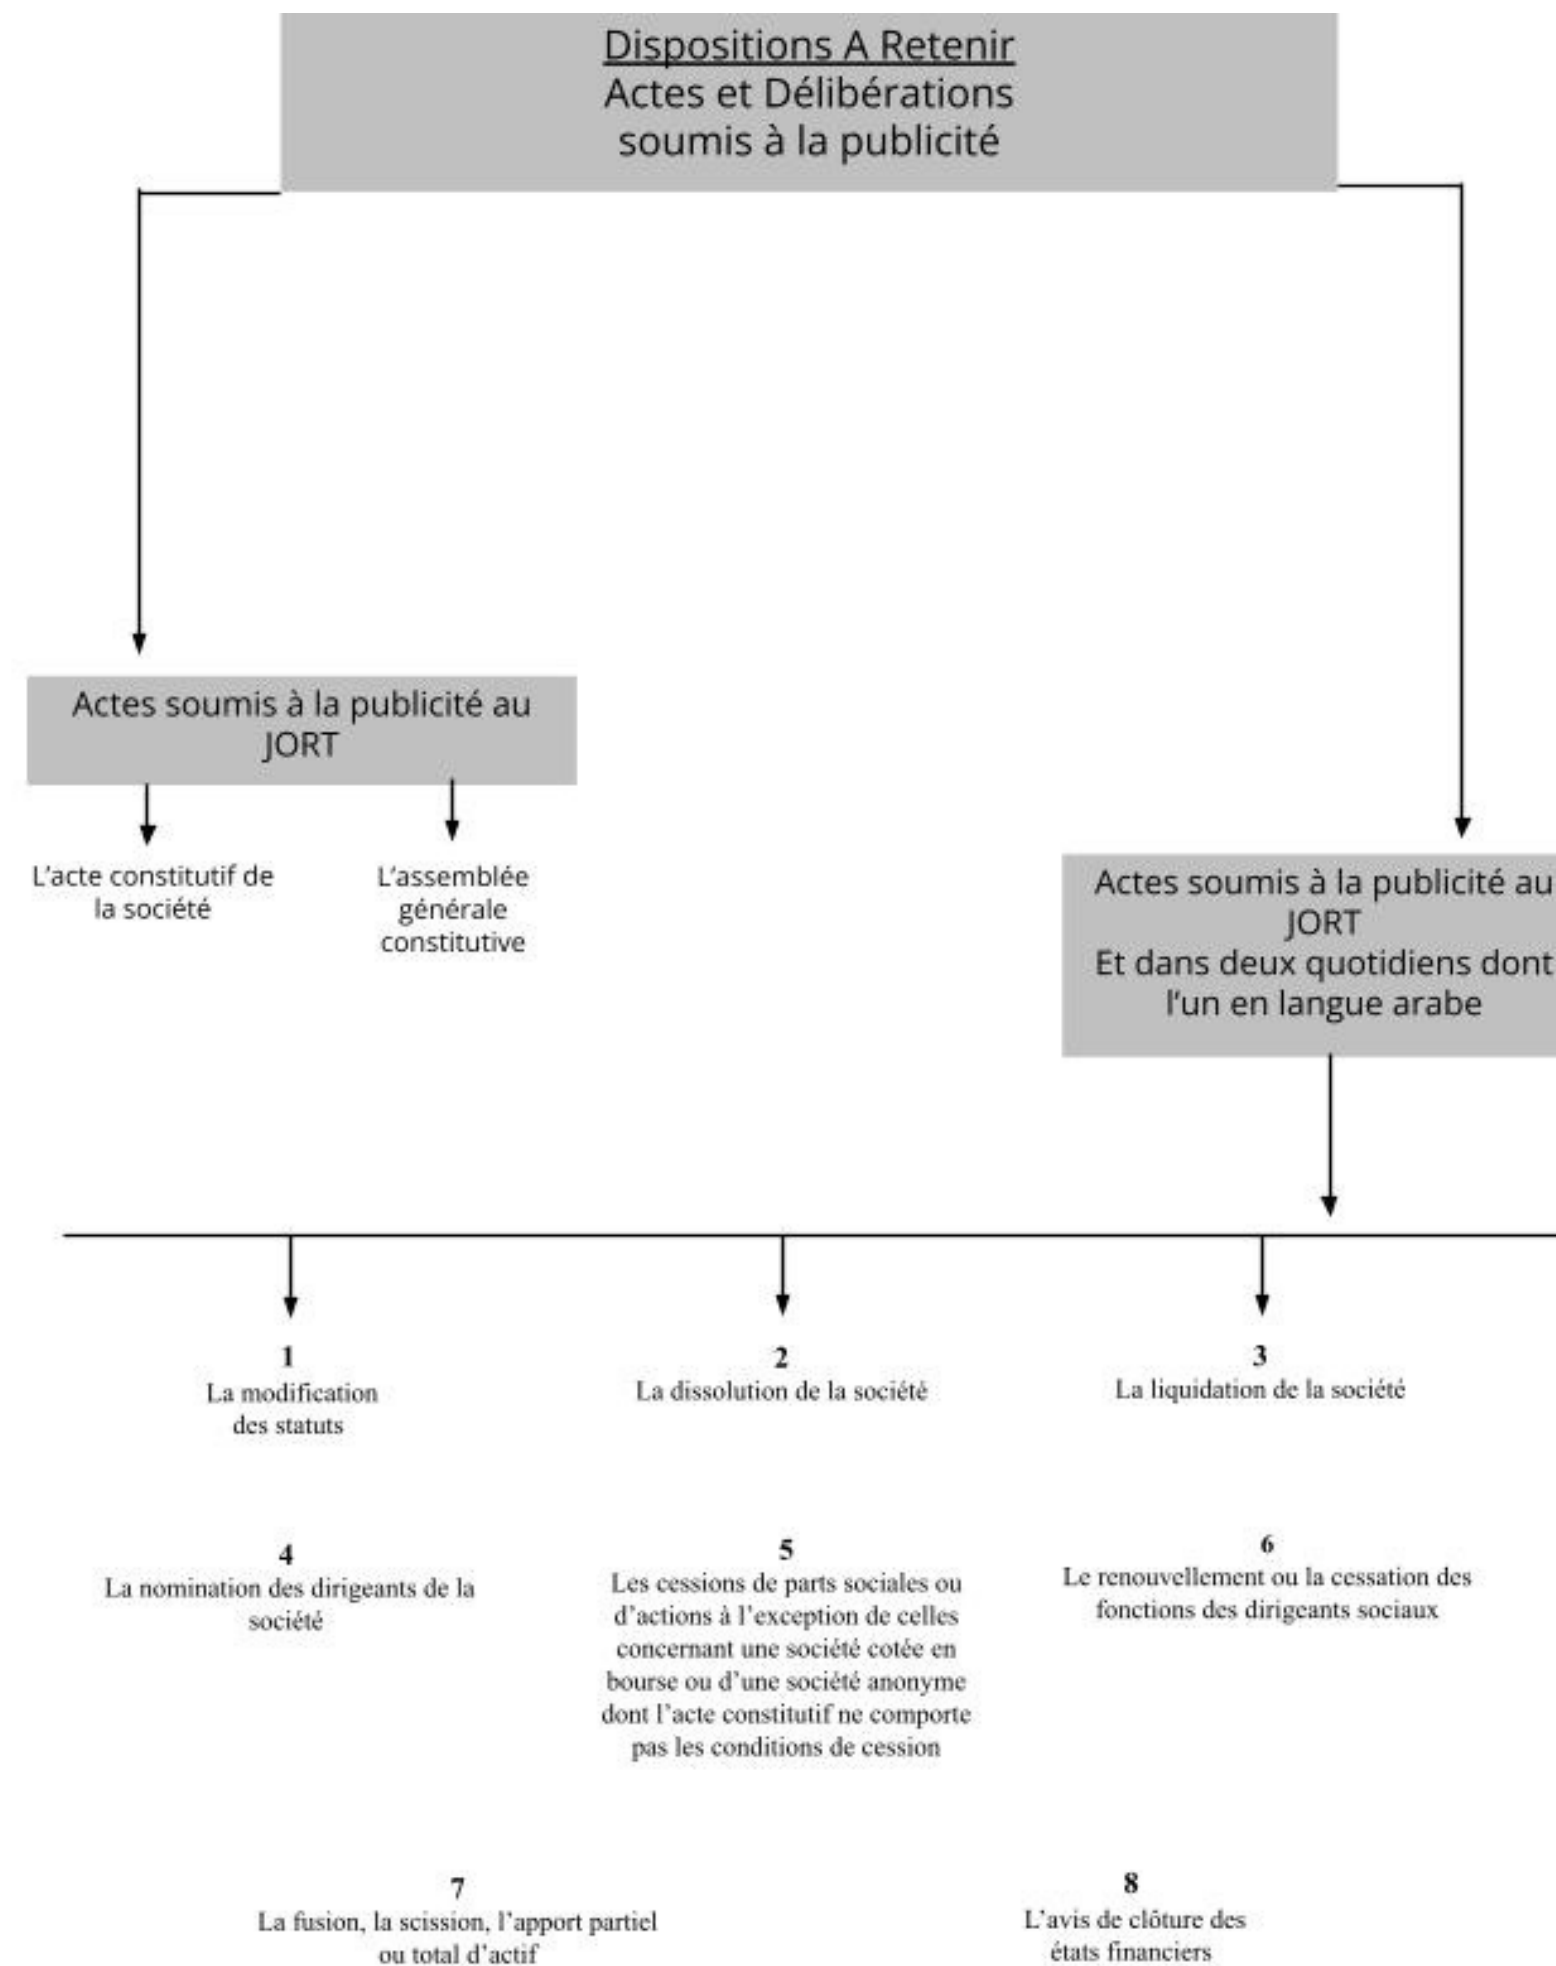 Dispositions A Retenir
Actes et Délibérations
soumis à la publicité
Actes soumis à la publicité au
JORT
L'acte constitutif de
la société
L'assemblée
générale
constitutive
Actes soumis à la publicité au
JORT
Et dans deux quotidiens dont
l'un en langue arabe
1
La modification
des statuts
2
La dissolution de la société
3
La liquidation de la société
4
La nomination des dirigeants de la
société
5
Les cessions de parts sociales ou
d'actions à l'exception de celles
concernant une société cotée en
bourse ou d'une société anonyme
dont l'acte constitutif ne comporte
pas les conditions de cession
6
Le renouvellement ou la cessation des
fonctions des dirigeants sociaux
7
La fusion, la scission, l'apport partiel
ou total d'actif
8
L'avis de clôture des
états financiers